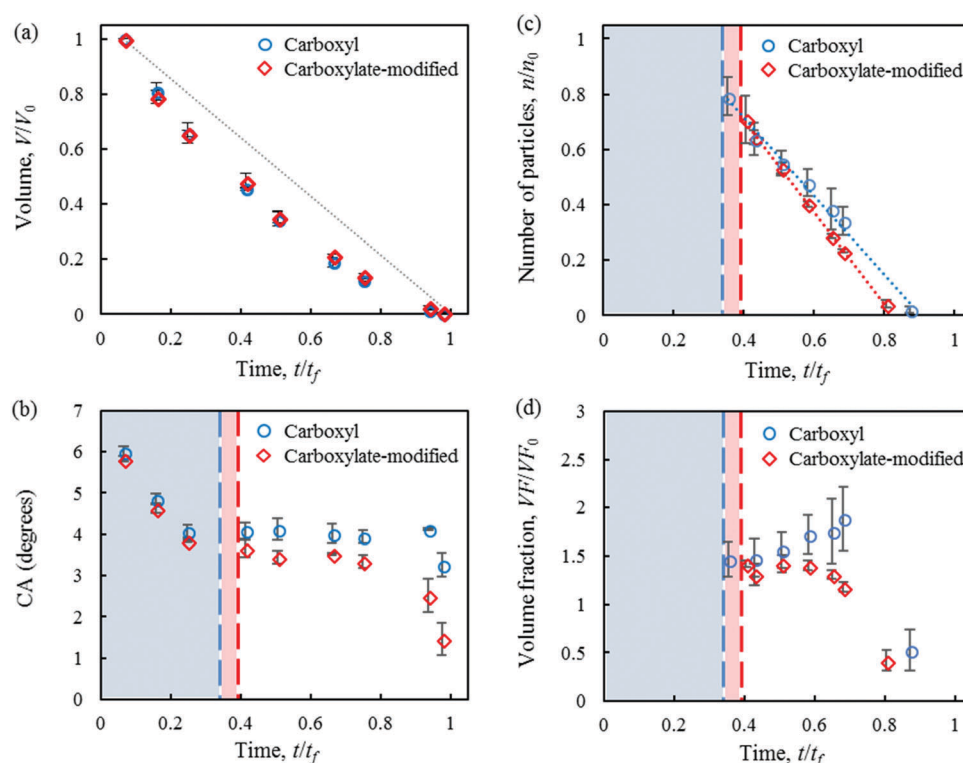 (a)
Carboxyl
Carboxylate-modified
1
0.8
0.6
0.4
0.2
0
Volume, V/V₀
0
0.2
0.4
0.6
0.8
1
Time, t/t_f
(c)
Carboxyl
Carboxylate-modified
1
0.8
0.6
0.4
0.2
0
Number of particles, n/n₀
0
0.2
0.4
0.6
0.8
1
Time, t/t_f
(b)
Carboxyl
Carboxylate-modified
7
6
5
4
3
2
1
0
CA (degrees)
0
0.2
0.4
0.6
0.8
1
Time, t/t_f
(d)
Carboxyl
Carboxylate-modified
3
2.5
2
1.5
1
0.5
0
Volume fraction, VF/VF₀
0
0.2
0.4
0.6
0.8
1
Time, t/t_f